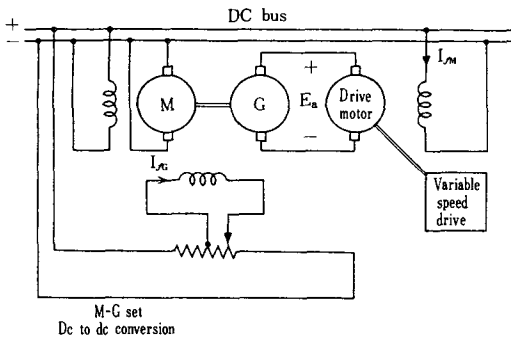 DC bus
+
−
I_fM
M
G
+
E_a
−
Drive
motor
I_fG
Variable
speed
drive
M-G set
Dc to dc conversion